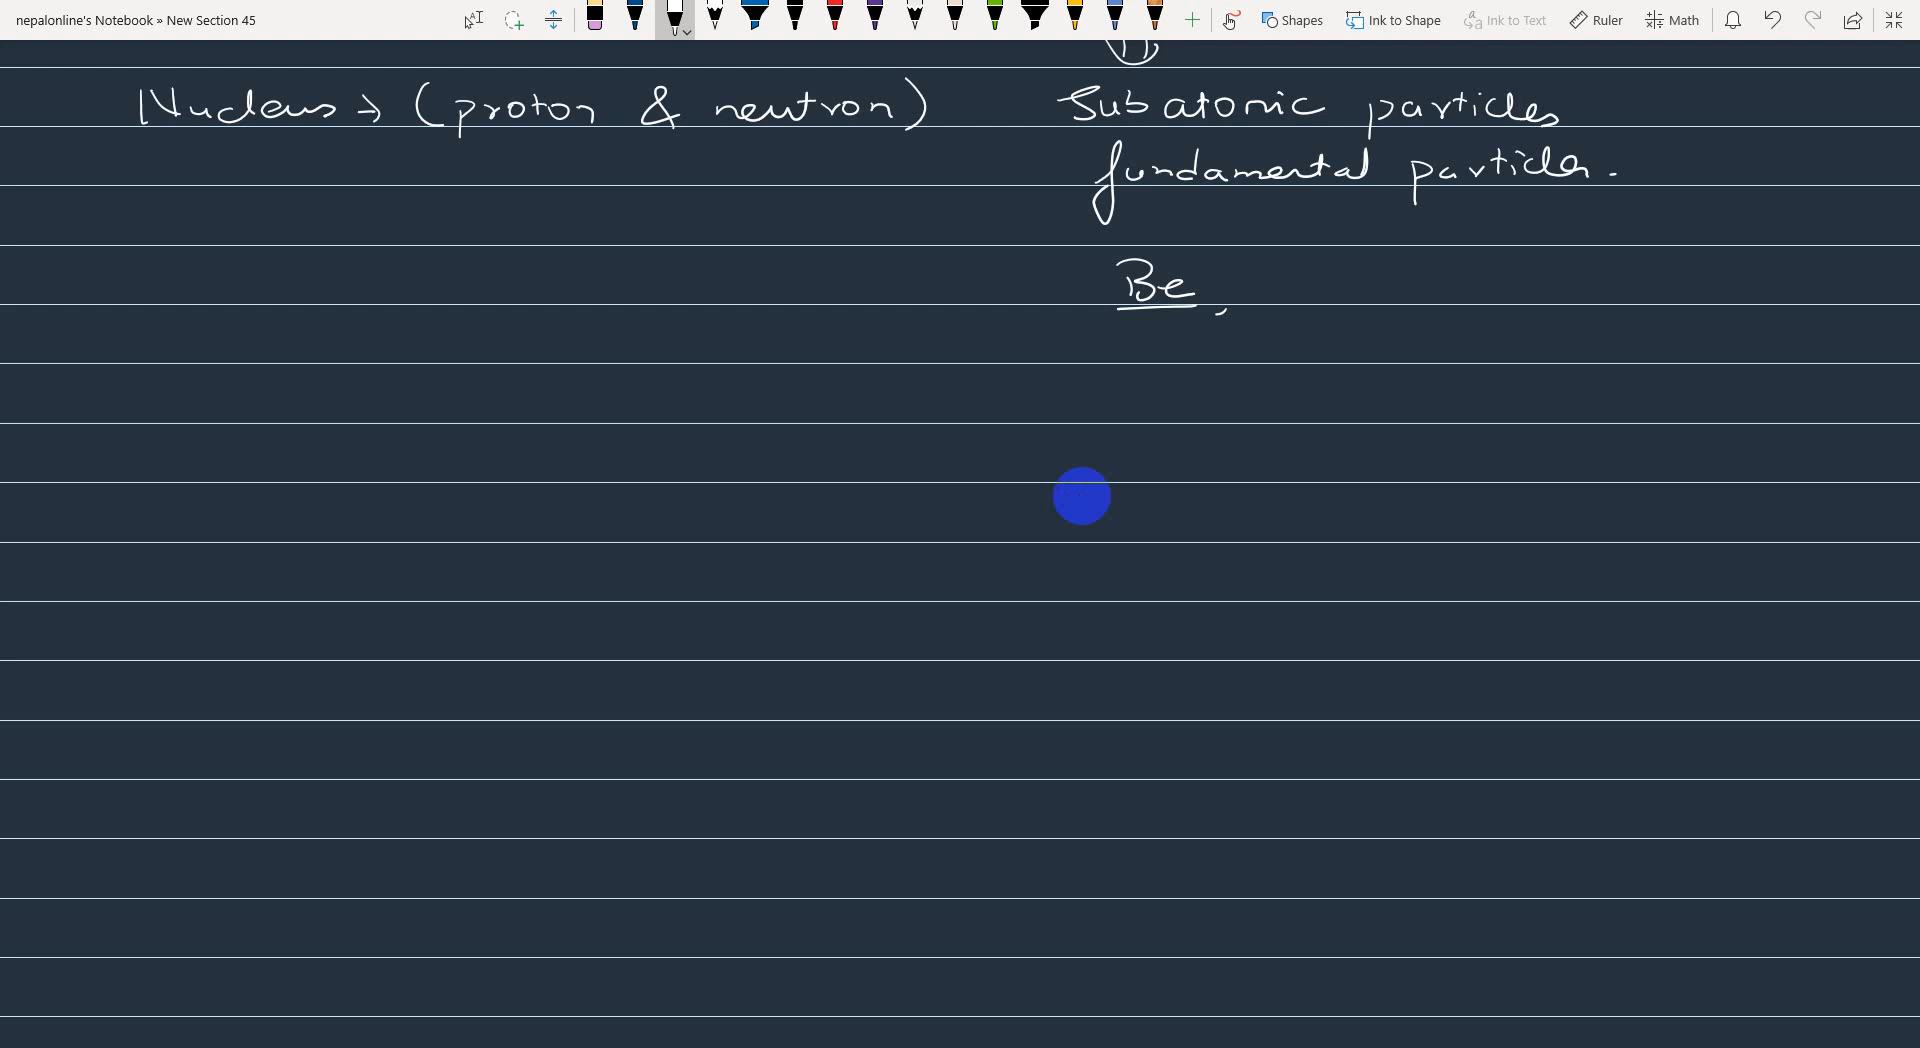 nepalonline's Notebook » New Section 45
Shapes Ink to Shape Ink to Text Ruler Math
Nucleus → (proton & neutron)
Subatomic particles
fundamental particles.
Be,